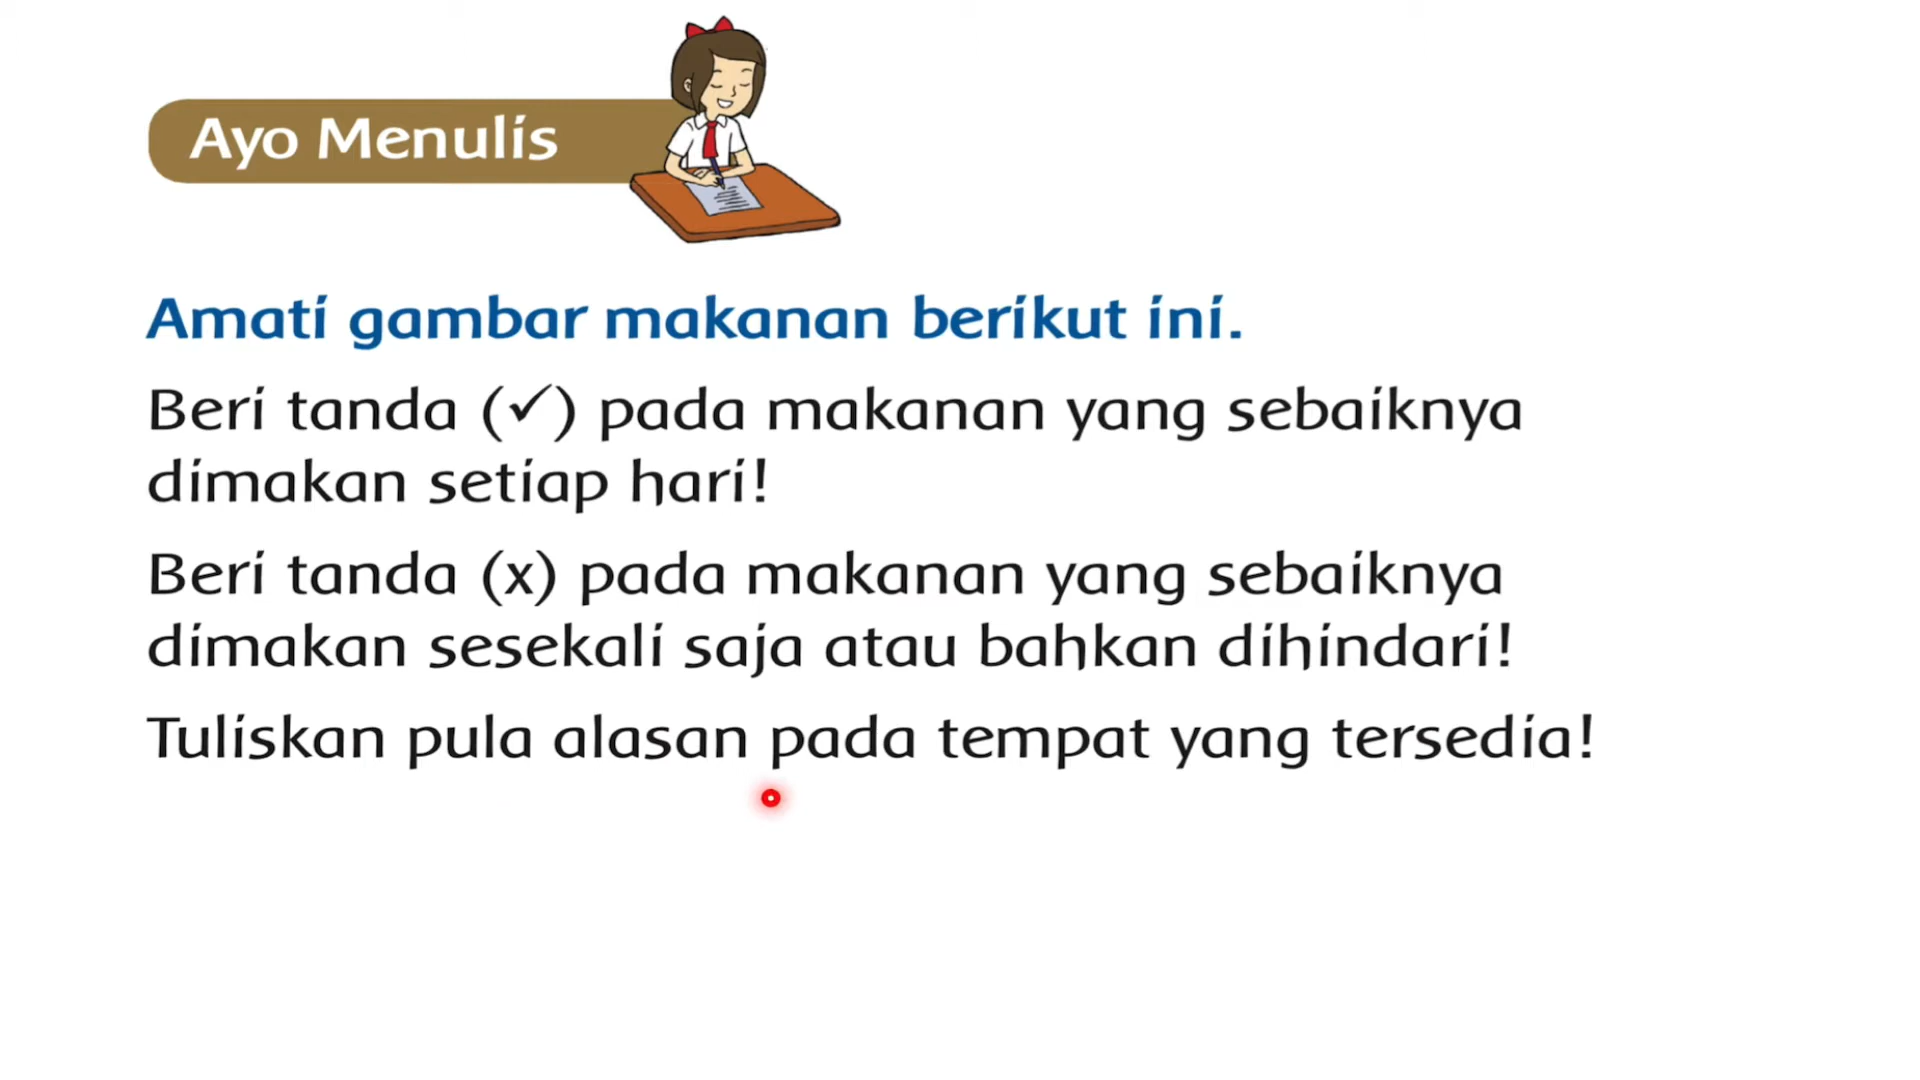 Ayo Menulis
Amati gambar makanan berikut ini.
Beri tanda (✓) pada makanan yang sebaiknya
dimakan setiap hari!
Beri tanda (x) pada makanan yang sebaiknya
dimakan sesekali saja atau bahkan dihindari!
Tuliskan pula alasan pada tempat yang tersedia!